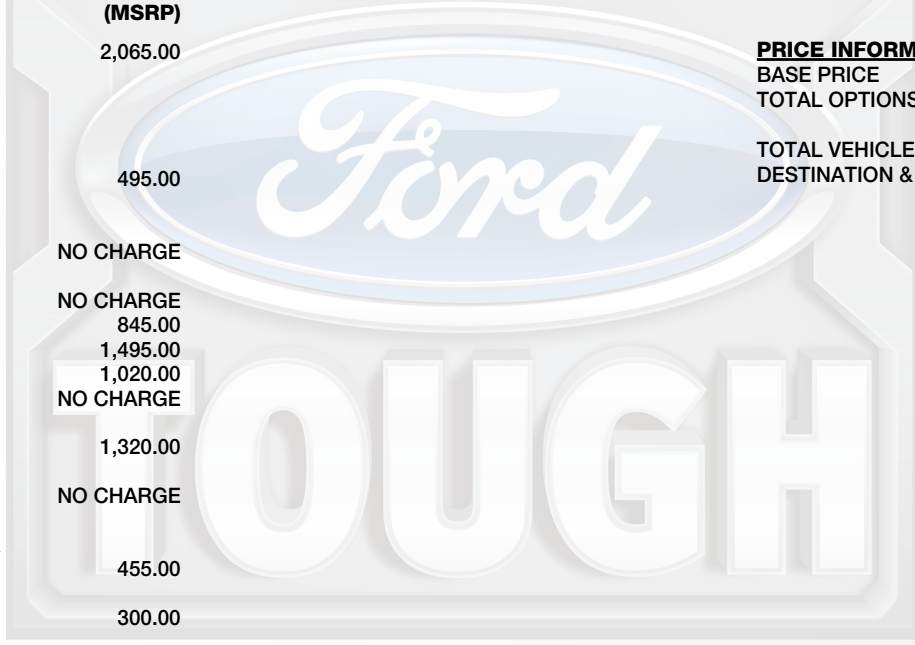 (MSRP)
2,065.00
495.00
NO CHARGE
NO CHARGE
845.00
1,495.00
1,020.00
NO CHARGE
1,320.00
NO CHARGE
455.00
300.00
PRICE INFORM
BASE PRICE
TOTAL OPTIONS
TOTAL VEHICLE
DESTINATION &
Ford
TOUGH